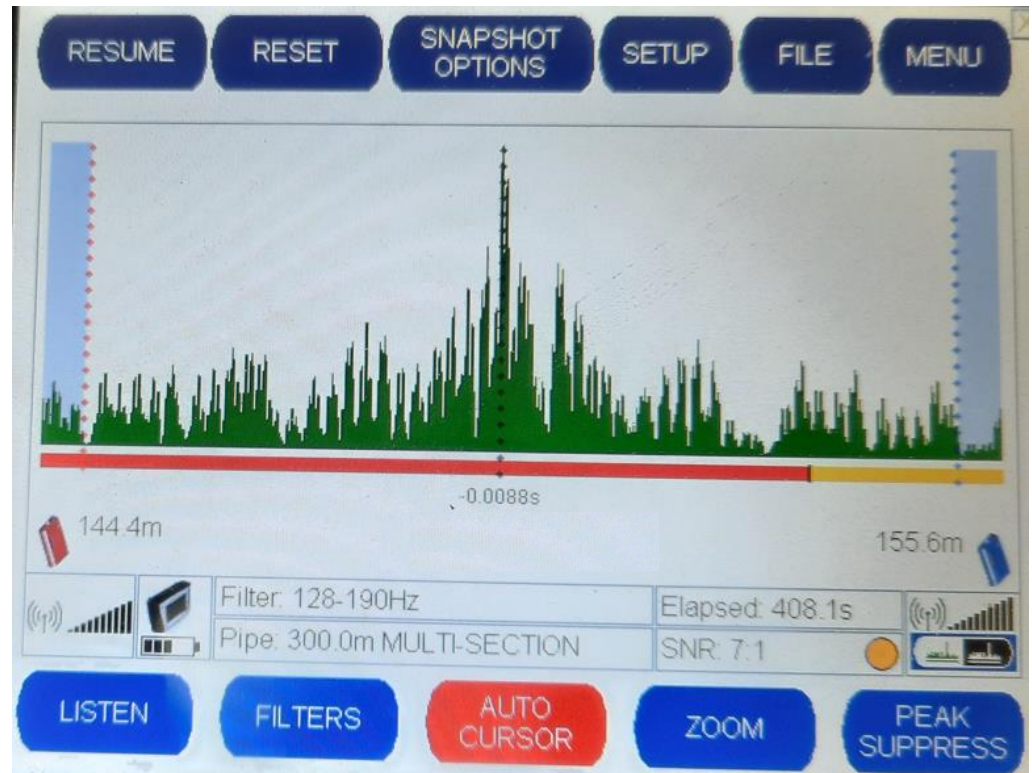 RESUME
RESET
SNAPSHOT
OPTIONS
SETUP
FILE
MENU
-0.0088s
144.4m
155.6m
Filter: 128-190Hz
Elapsed: 408.1s
Pipe: 300.0m MULTI-SECTION
SNR: 7:1
LISTEN
FILTERS
AUTO
CURSOR
ZOOM
PEAK
SUPPRESS